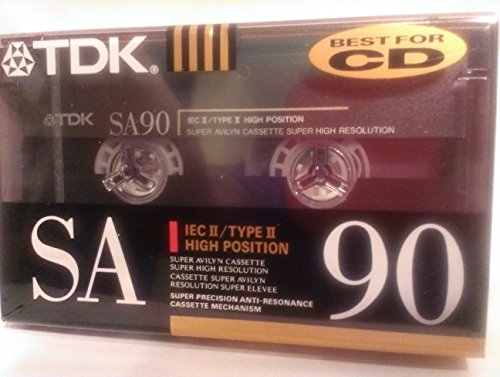 TDK®
BEST FOR
CD
TDK SA90 IEC II/TYPE II HIGH POSITION
SUPER AVILYN CASSETTE SUPER HIGH RESOLUTION
SA
IEC II/TYPE II
HIGH POSITION
SUPER AVILYN CASSETTE
SUPER HIGH RESOLUTION
CASSETTE SUPER AVILYN
RESOLUTION SUPER ELEVEE
SUPER PRECISION ANTI-RESONANCE
CASSETTE MECHANISM
90